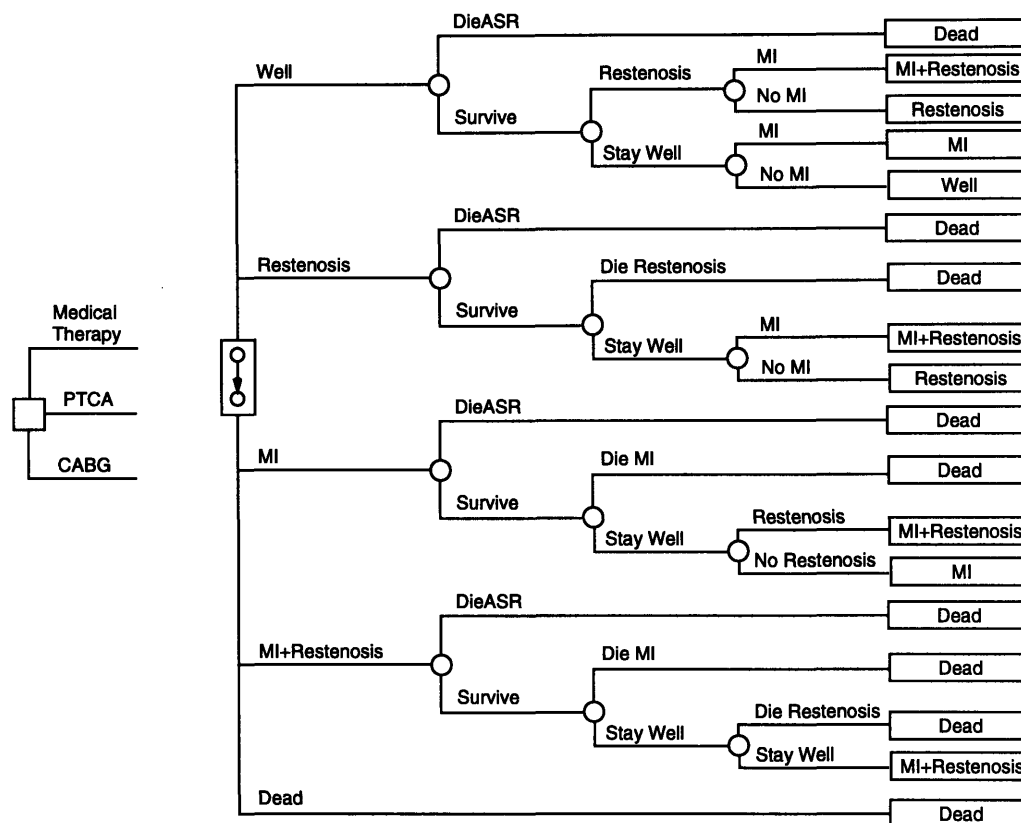 DieASR
Dead
Well
Restenosis
MI
MI+Restenosis
No MI
Restenosis
Survive
MI
MI
Stay Well
No MI
Well
DieASR
Dead
Restenosis
Die Restenosis
Dead
Survive
MI
MI+Restenosis
Stay Well
No MI
Restenosis
Medical
Therapy
PTCA
CABG
DieASR
Dead
MI
Die MI
Dead
Survive
Restenosis
MI+Restenosis
Stay Well
No Restenosis
MI
DieASR
Dead
MI+Restenosis
Die MI
Dead
Survive
Die Restenosis
Dead
Stay Well
Stay Well
MI+Restenosis
Dead
Dead